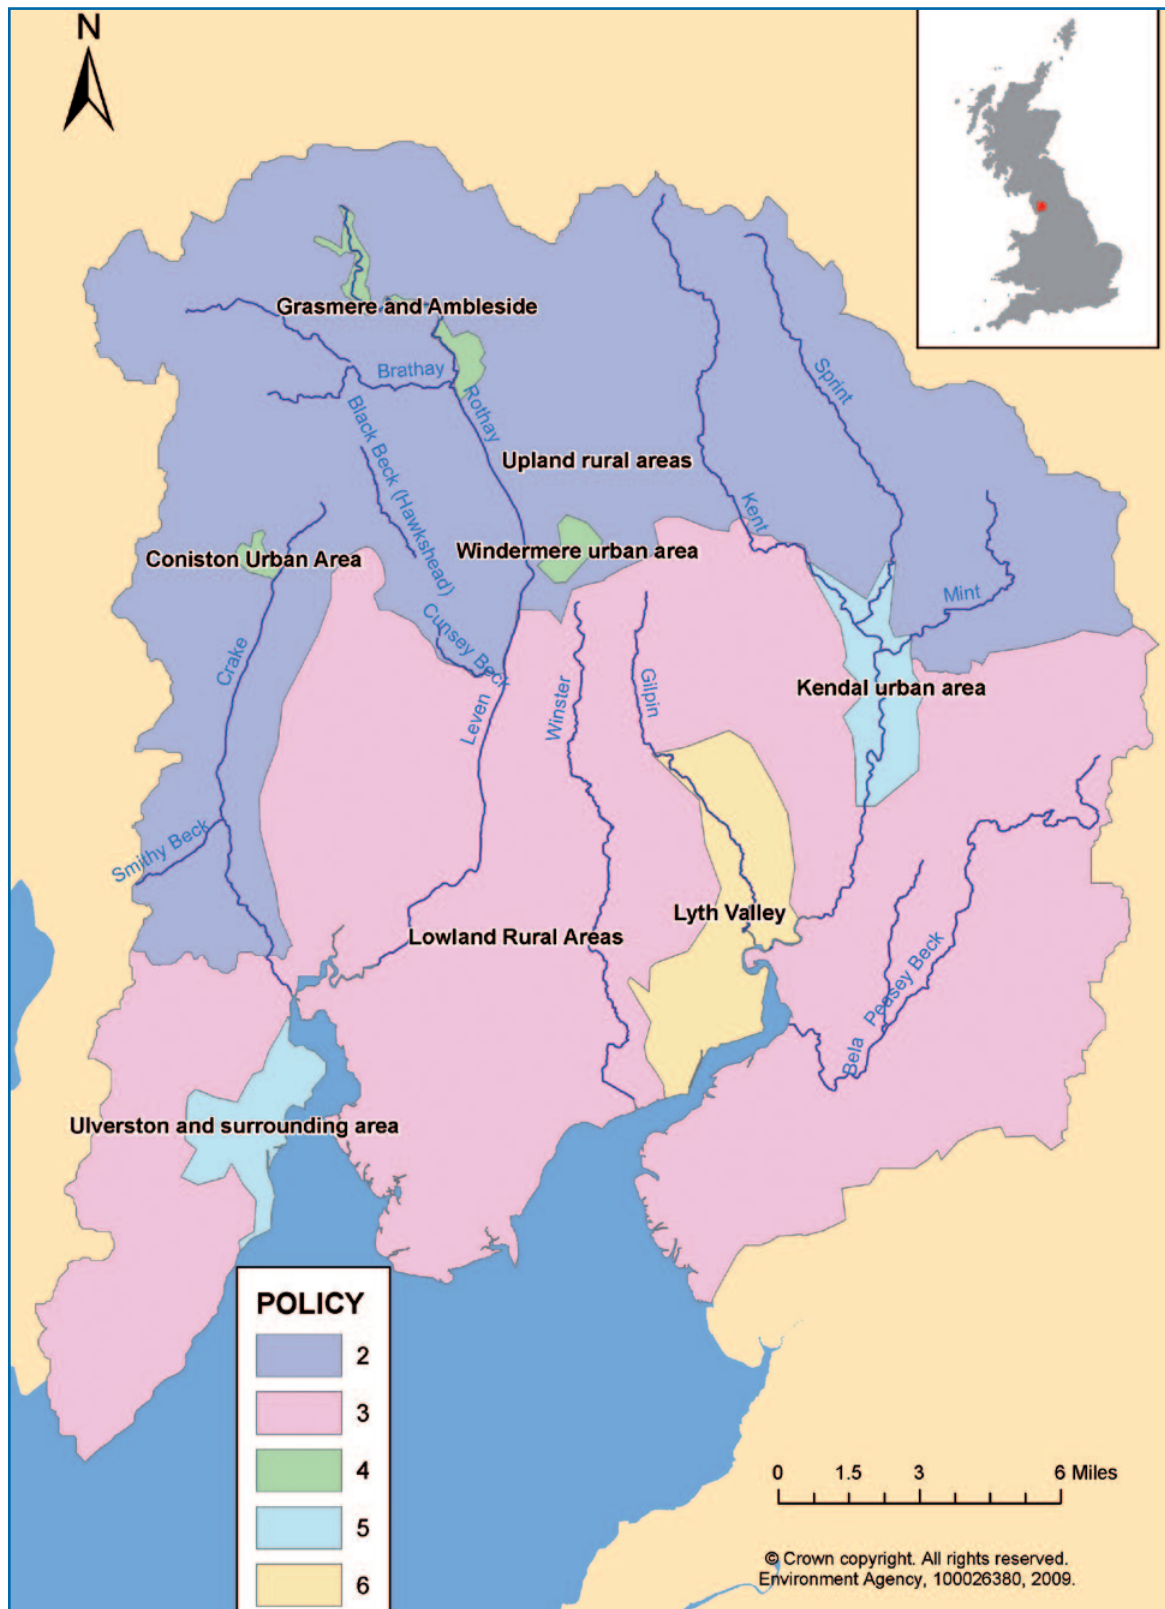 N
Grasmere and Ambleside
Brathay
Rothay
Sprint
Black Beck (Hawkshead)
Upland rural areas
Kent
Coniston Urban Area
Windermere urban area
Mint
Cunsey Beck
Crake
Kendal urban area
Gilpin
Winster
Leven
Smithy Beck
Lyth Valley
Lowland Rural Areas
Peasey Beck
Bela
Ulverston and surrounding area
POLICY
2
3
4
5
6
0 1.5 3 6 Miles
© Crown copyright. All rights reserved.
Environment Agency, 100026380, 2009.